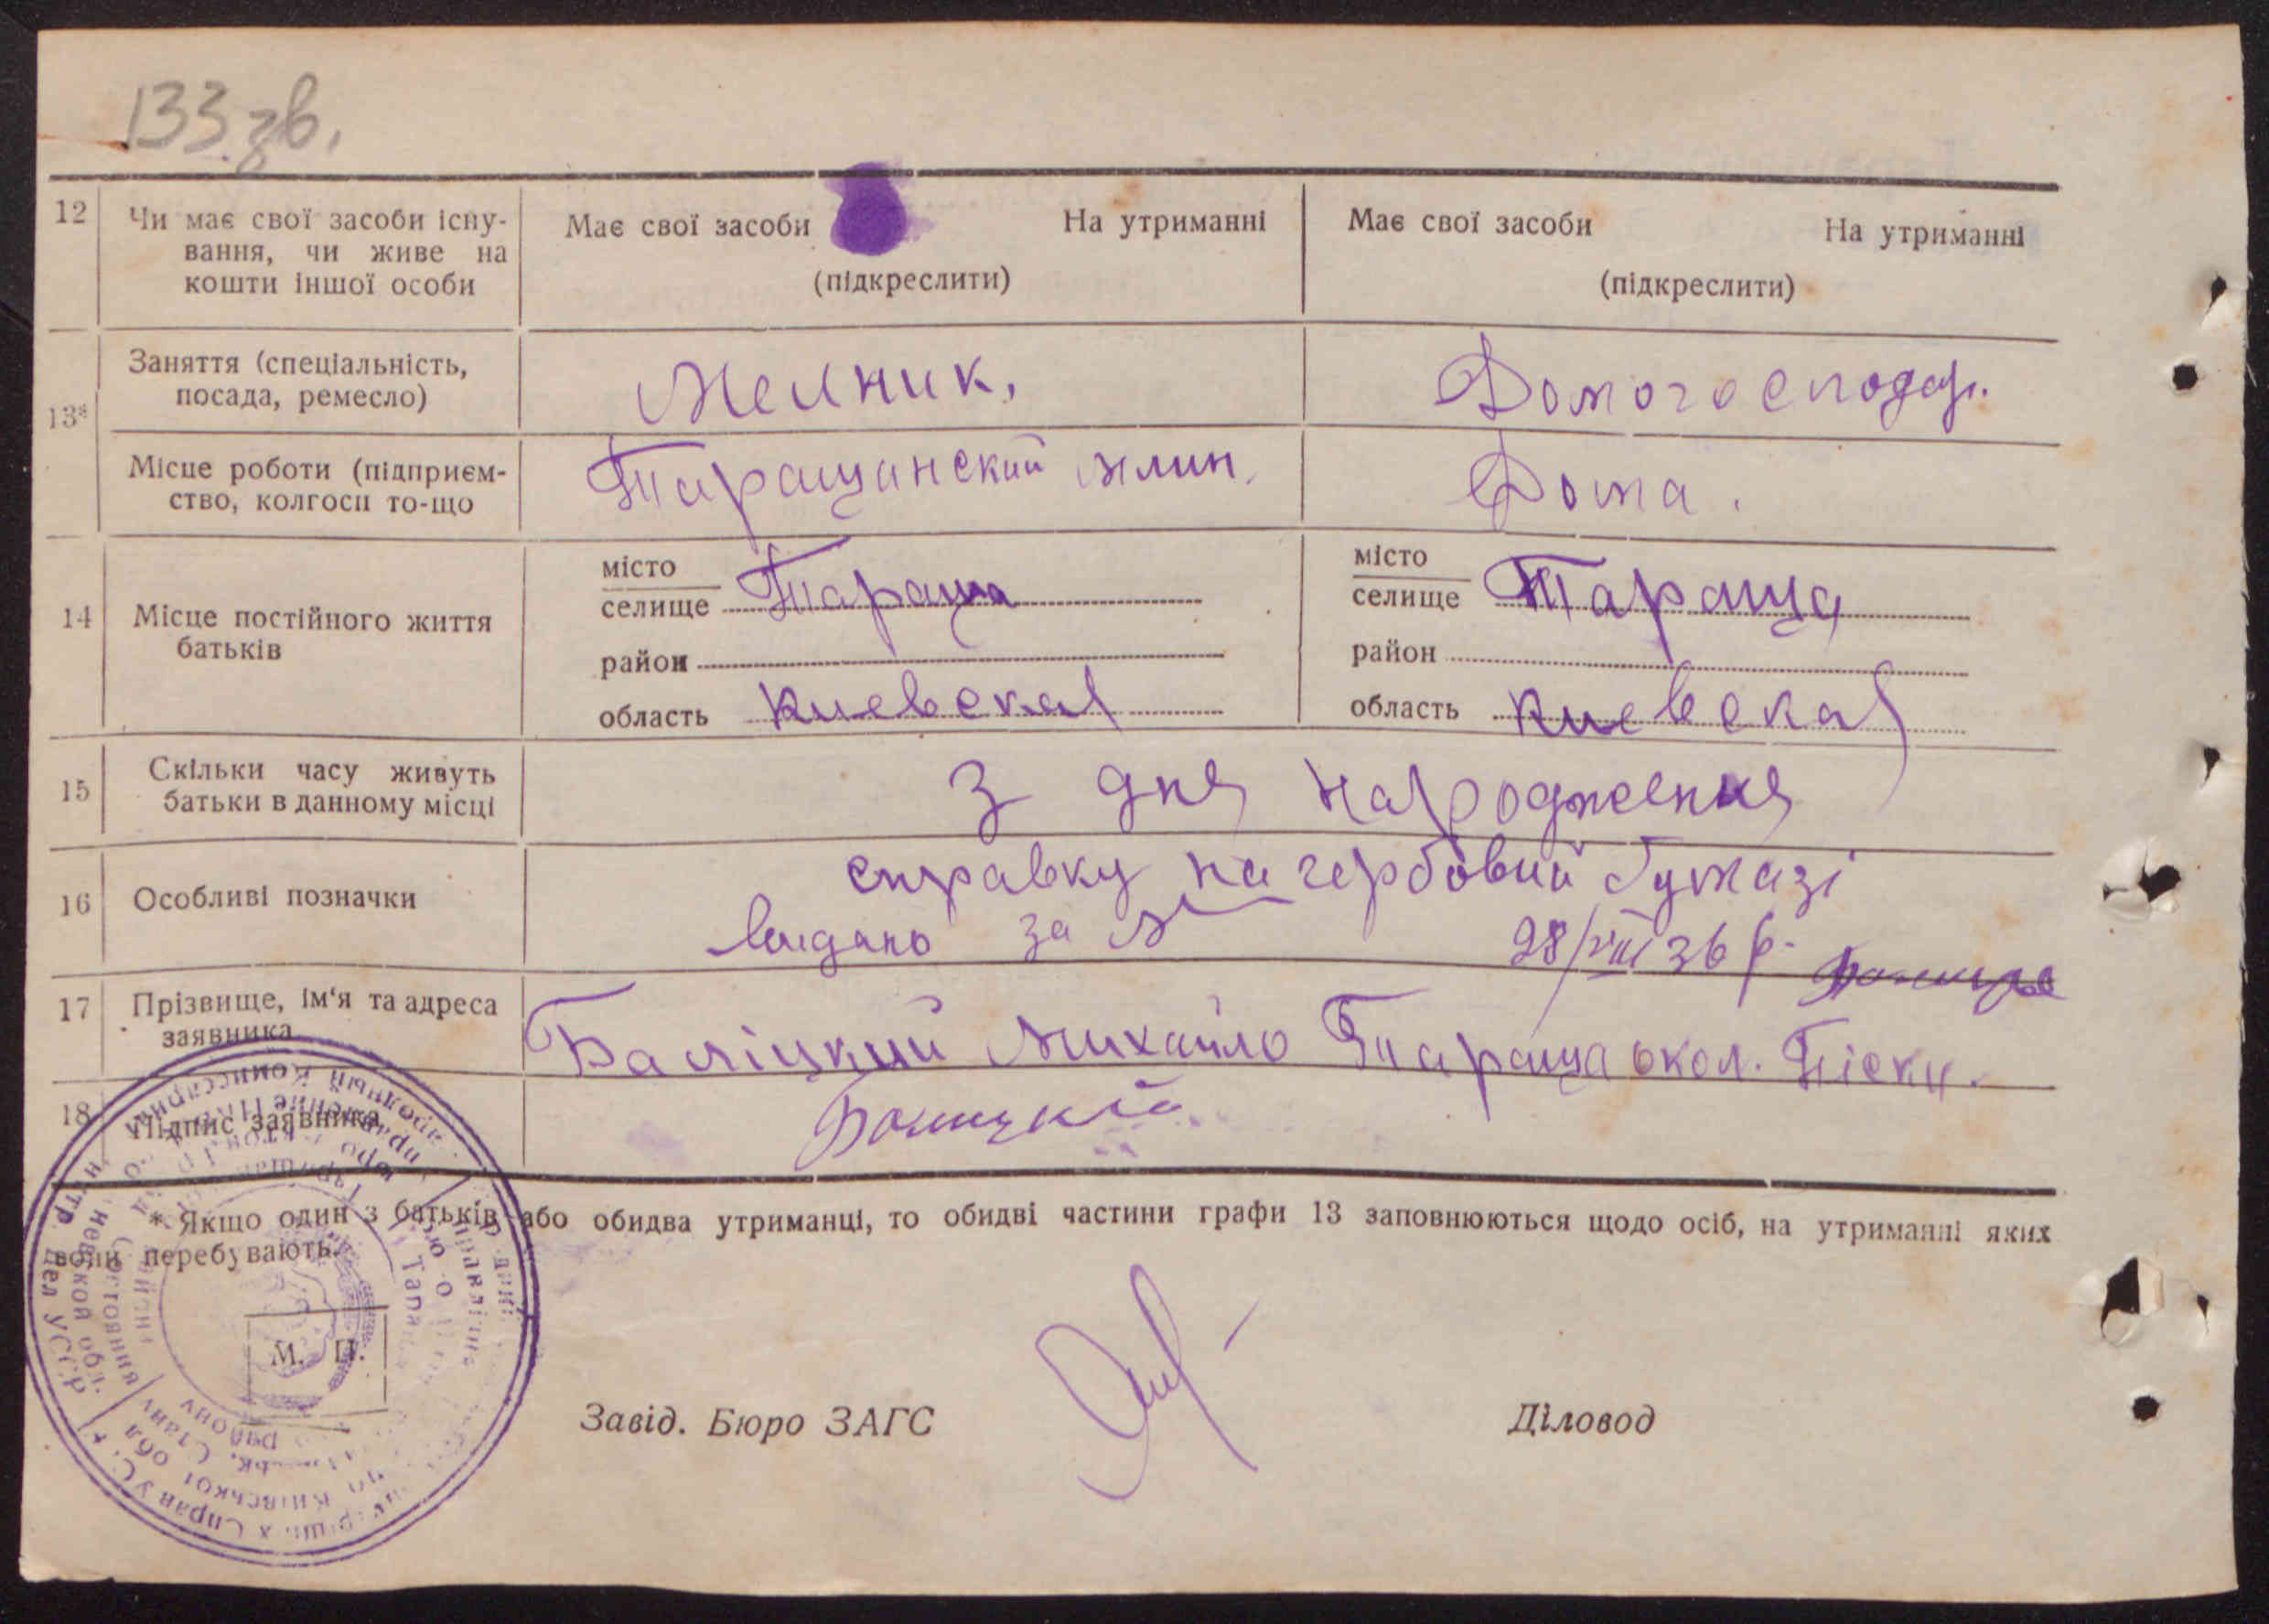 133 зв.
12 Чи має свої засоби існу-
вання, чи живе на
кошти іншої особи
Має свої засоби На утриманні
(підкреслити)
Має свої засоби На утриманні
(підкреслити)
13* Заняття (спеціальність,
посада, ремесло)
Мелник.
Домогосподар.
Місце роботи (підприєм-
ство, колгосп то-що
Таращанский млин.
Дома.
14 Місце постійного життя
батьків
місто
селище Тараща
район
область Киевская
місто
селище Тараща
район
область Киевская
15 Скільки часу живуть
батьки в данному місці
З дня народження
16 Особливі позначки
справку на гербовий бумазі
видано за № 28/VIII 36 р.
17 Прізвище, ім'я та адреса
заявника
Баліцкий Михайло Тараща окол. Піски.
18 Підпис заявника
Балицкій
* Якщо один з батьків або обидва утриманці, то обидві частини графи 13 заповнюються щодо осіб, на утриманні яких
вони перебувають.
М. П.
Завід. Бюро ЗАГС
Діловод